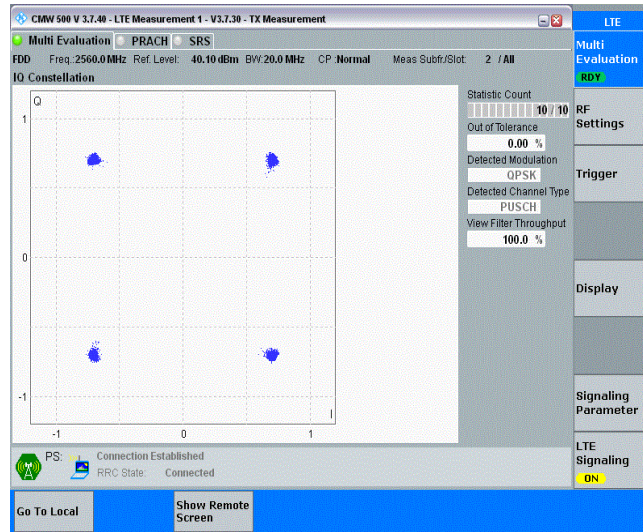 CMW 500 V 3.7.40 - LTE Measurement 1 - V3.7.30 - TX Measurement
LTE
Multi Evaluation PRACH SRS
Multi
Evaluation
RDY
FDD Freq.:2560.0 MHz Ref. Level: 40.10 dBm BW:20.0 MHz CP :Normal Meas Subfr./Slot: 2 / All
IQ Constellation
Q
1
0
-1
-1 0 1
I
Statistic Count
10 / 10
Out of Tolerance
0.00 %
Detected Modulation
QPSK
Detected Channel Type
PUSCH
View Filter Throughput
100.0 %
RF
Settings
Trigger
Display
Signaling
Parameter
LTE
Signaling
ON
PS: Connection Established
RRC State: Connected
Go To Local
Show Remote
Screen